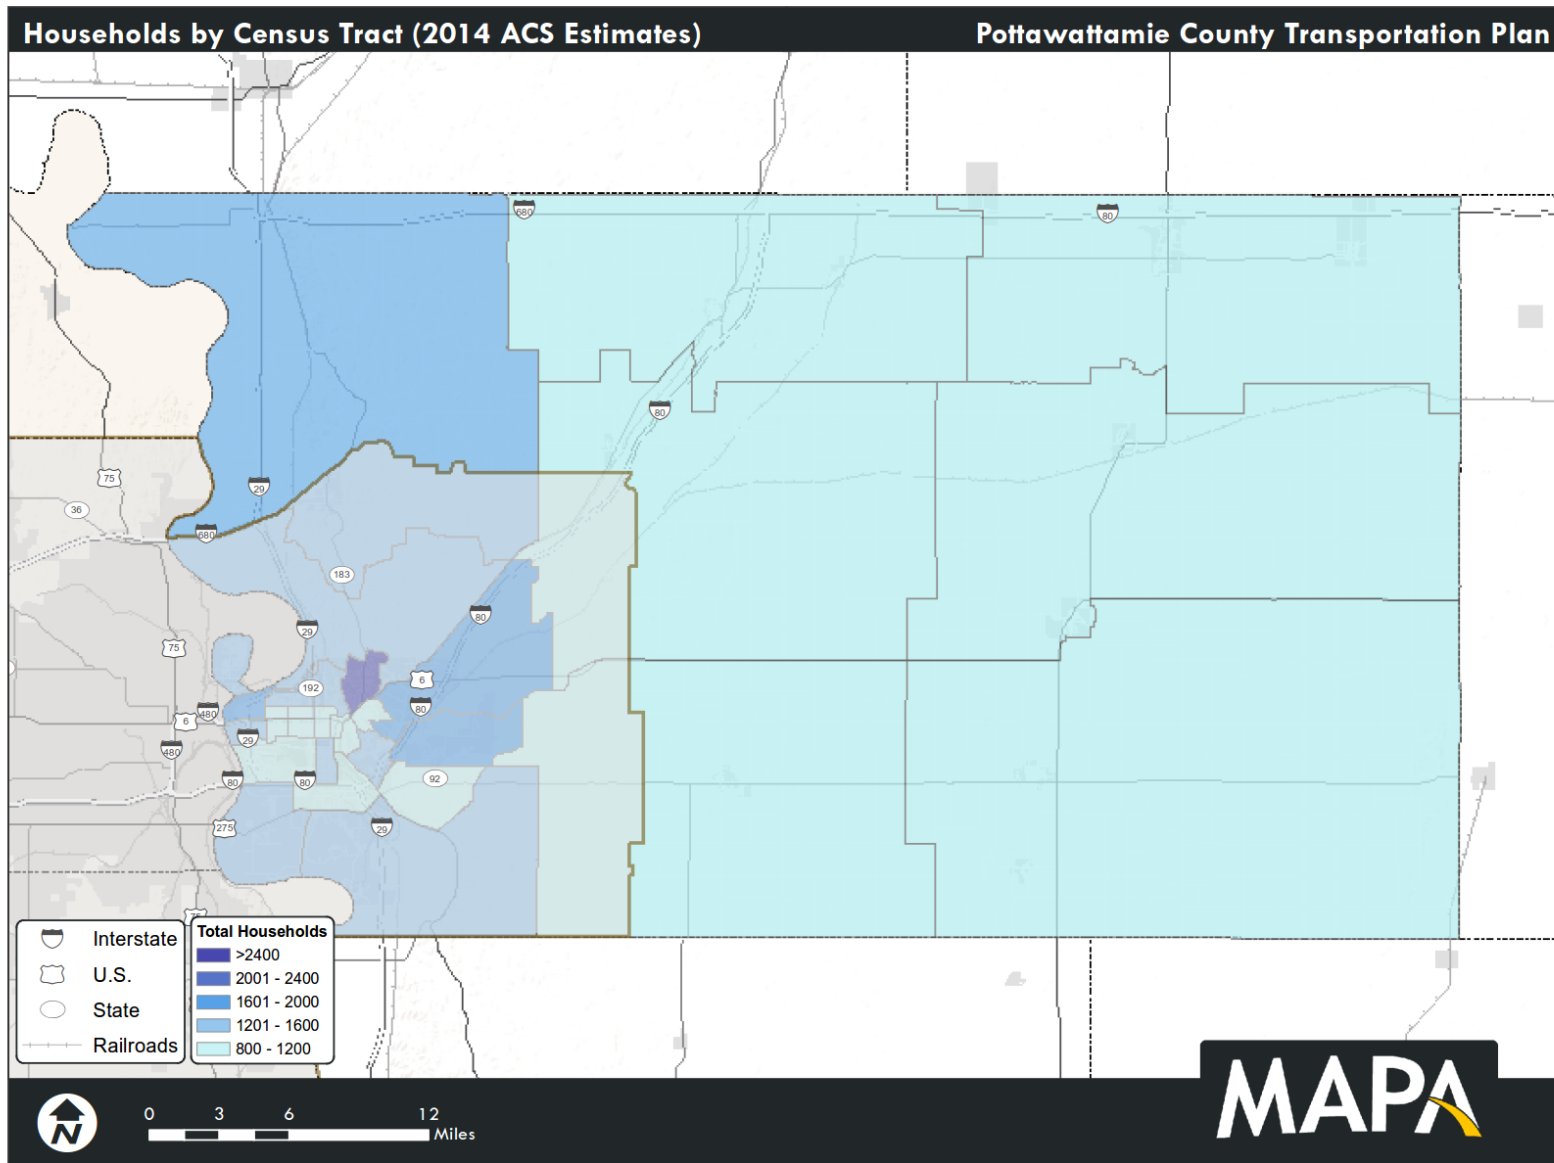 Households by Census Tract (2014 ACS Estimates)
Pottawattamie County Transportation Plan
680
80
80
75
36
29
680
183
80
29
75
192
6
80
480
6
29
480
80
80
92
275
29
75
Interstate
U.S.
State
Railroads
Total Households
>2400
2001 - 2400
1601 - 2000
1201 - 1600
800 - 1200
N
0 3 6 12
Miles
MAPA